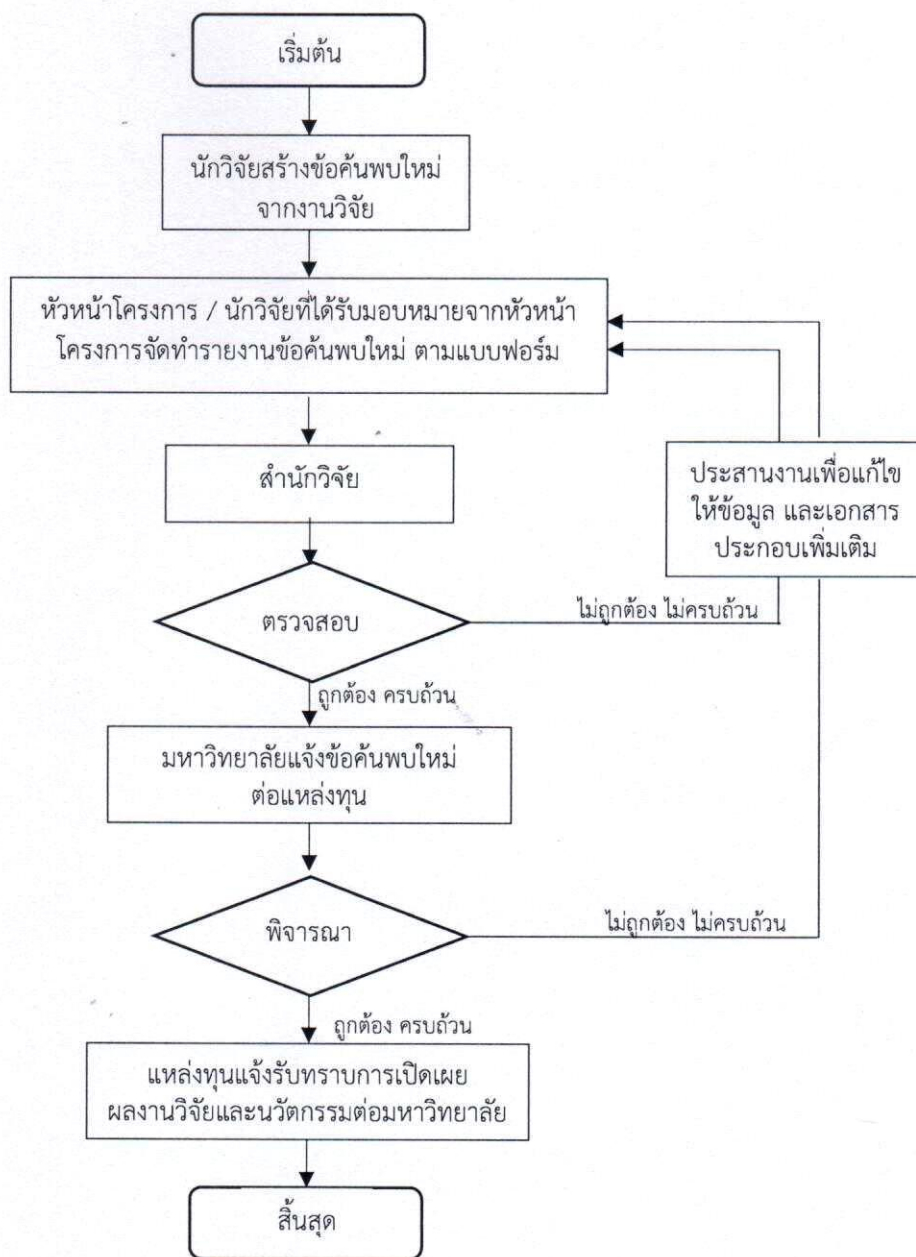 เริ่มต้น
นักวิจัยสร้างข้อค้นพบใหม่
จากงานวิจัย
หัวหน้าโครงการ / นักวิจัยที่ได้รับมอบหมายจากหัวหน้า
โครงการจัดทำรายงานข้อค้นพบใหม่ ตามแบบฟอร์ม
สำนักวิจัย
ประสานงานเพื่อแก้ไข
ให้ข้อมูล และเอกสาร
ประกอบเพิ่มเติม
ตรวจสอบ
ไม่ถูกต้อง ไม่ครบถ้วน
ถูกต้อง ครบถ้วน
มหาวิทยาลัยแจ้งข้อค้นพบใหม่
ต่อแหล่งทุน
พิจารณา
ไม่ถูกต้อง ไม่ครบถ้วน
ถูกต้อง ครบถ้วน
แหล่งทุนแจ้งรับทราบการเปิดเผย
ผลงานวิจัยและนวัตกรรมต่อมหาวิทยาลัย
สิ้นสุด